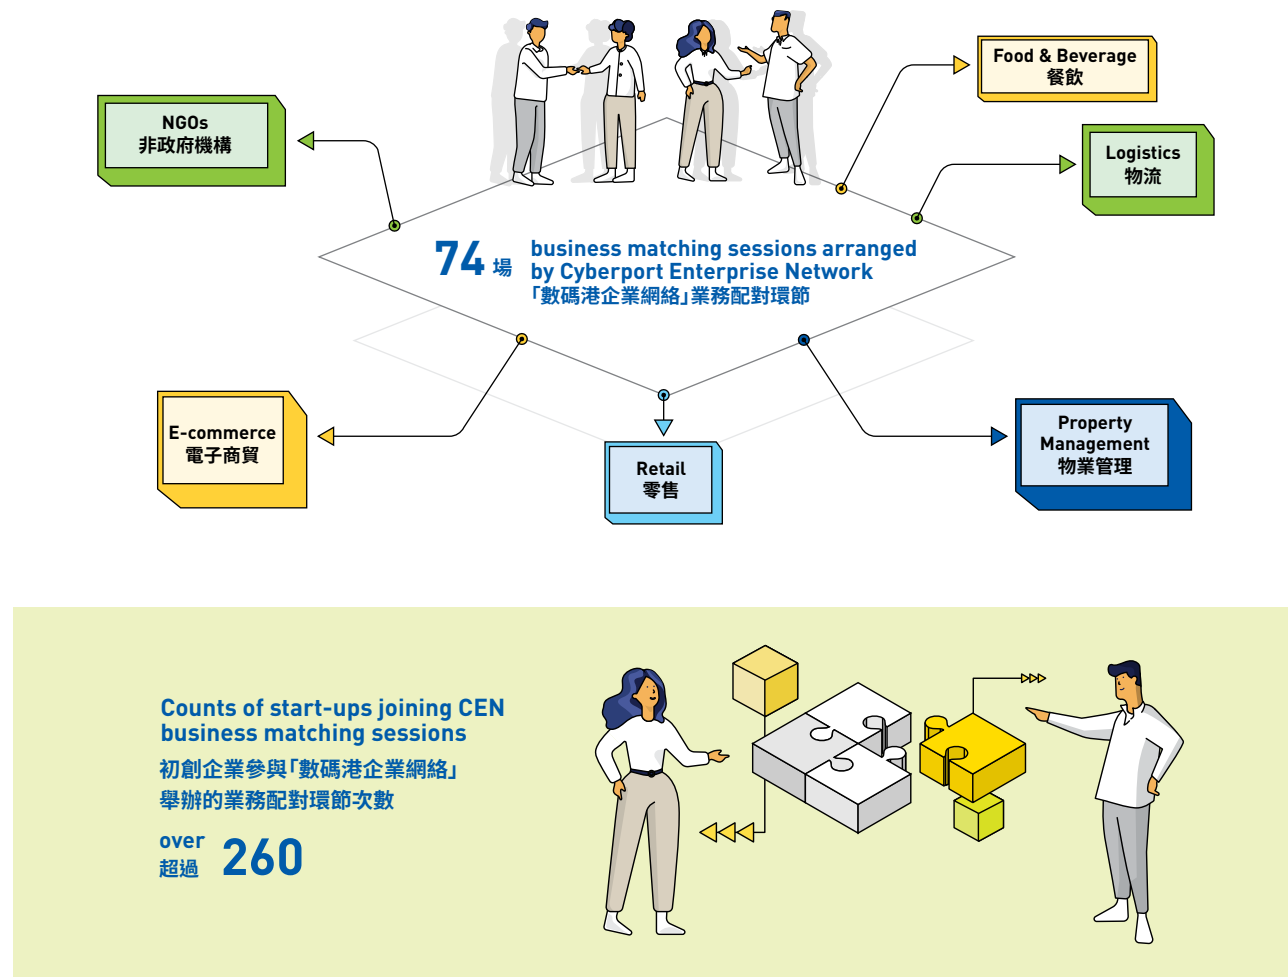 Food & Beverage
餐飲
NGOs
非政府機構
Logistics
物流
74 場
business matching sessions arranged
by Cyberport Enterprise Network
「數碼港企業網絡」業務配對環節
E-commerce
電子商貿
Retail
零售
Property
Management
物業管理
Counts of start-ups joining CEN
business matching sessions
初創企業參與「數碼港企業網絡」
舉辦的業務配對環節次數
over
超過
260